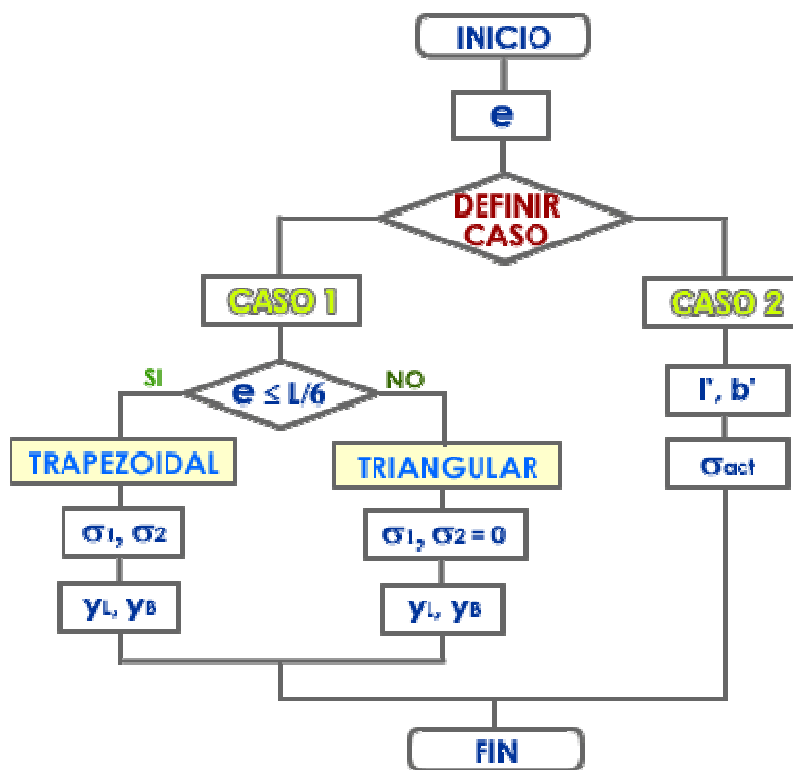 INICIO
e
DEFINIR
CASO
CASO 1
CASO 2
SI
e ≤ L/6
NO
l', b'
TRAPEZOIDAL
TRIANGULAR
σact
σ1, σ2
σ1, σ2 = 0
yL, yB
yL, yB
FIN